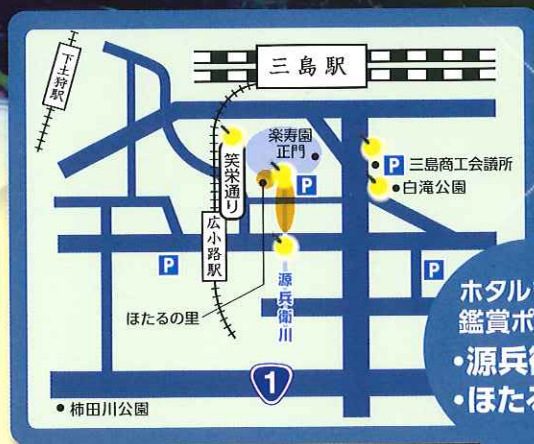 下土狩駅
三島駅
楽寿園
正門
笑栄通り
P
P 三島商工会議所
白滝公園
広小路駅
P
P
ほたるの里
源兵衛川
1
柿田川公園
ホタル
鑑賞ポ
・源兵
・ほた